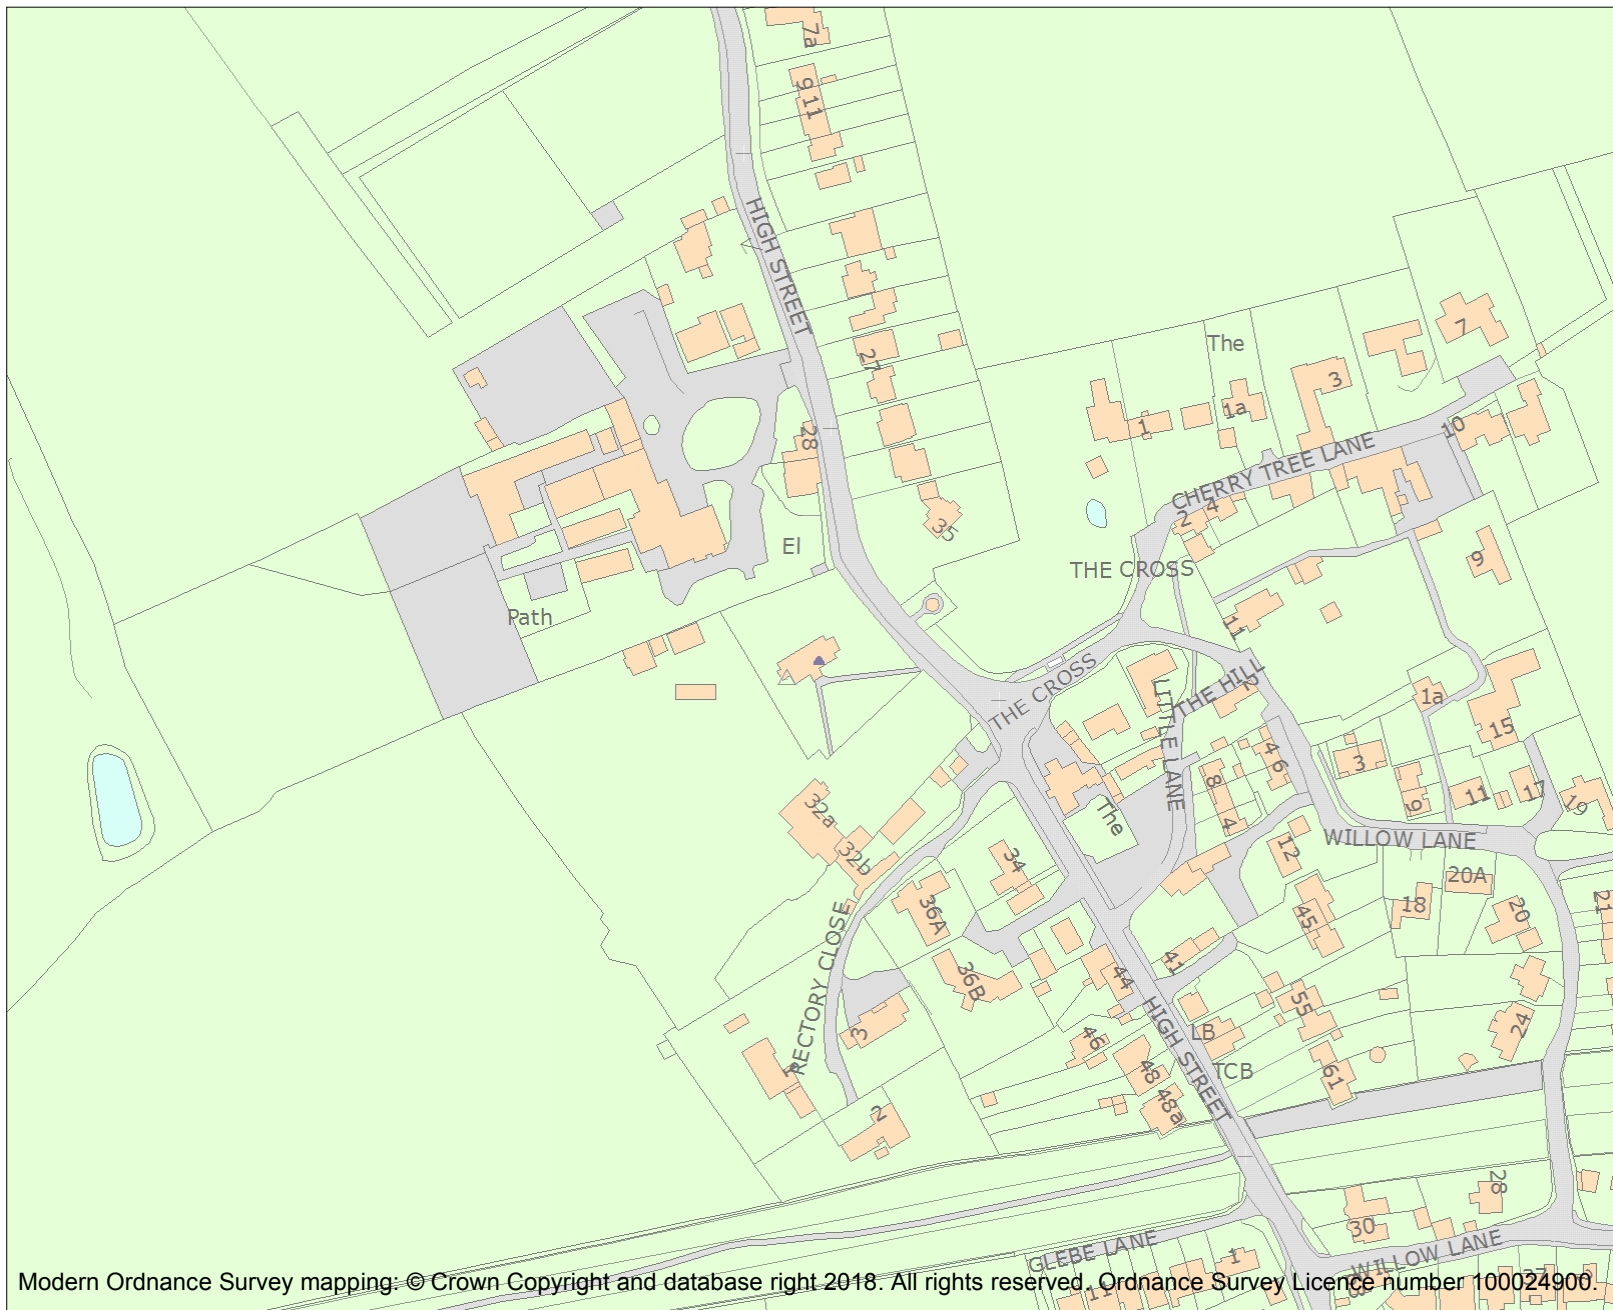 7a
9 11
HIGH STREET
27
28
35
El
Path
The
7
3
1a
1
10
CHERRY TREE LANE
2 4
9
THE CROSS
11
THE CROSS
THE HILL
2
LITTLE LANE
1a
15
3
4 6
8
4
9
11
17
19
The
WILLOW LANE
12
32a
32b
34
36A
20A
18
20
21
45
36B
41
44
RECTORY CLOSE
3
HIGH STREET
55
24
46
LB
48
TCB
61
1
48a
2
28
30
GLEBE LANE
1
WILLOW LANE
11
Modern Ordnance Survey mapping: © Crown Copyright and database right 2018. All rights reserved. Ordnance Survey Licence number 100024900.